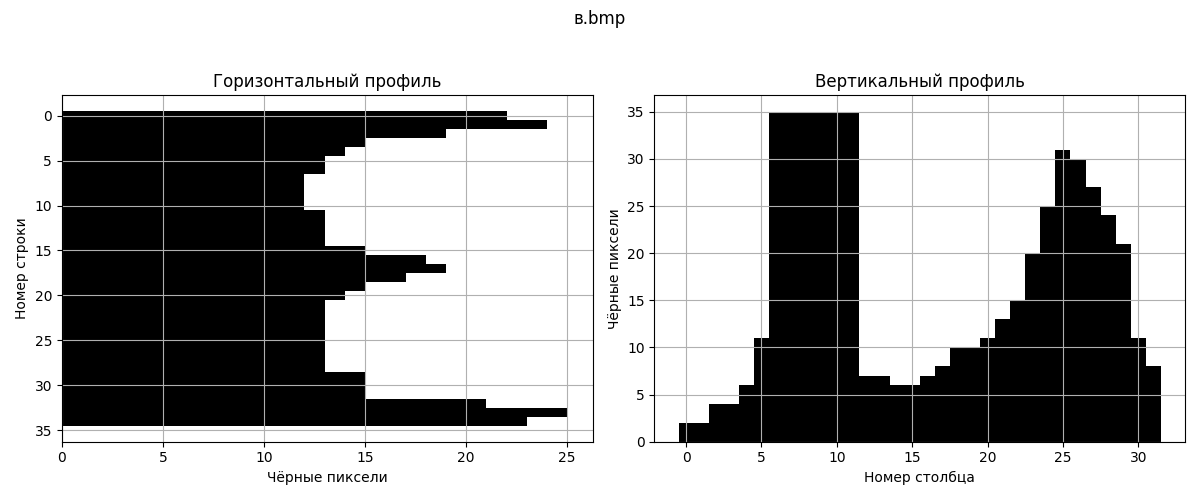 в.bmp
Горизонтальный профиль
0
5
10
15
20
25
30
35
Номер строки
0 5 10 15 20 25
Чёрные пиксели
Вертикальный профиль
35
30
25
20
15
10
5
0
Чёрные пиксели
0 5 10 15 20 25 30
Номер столбца